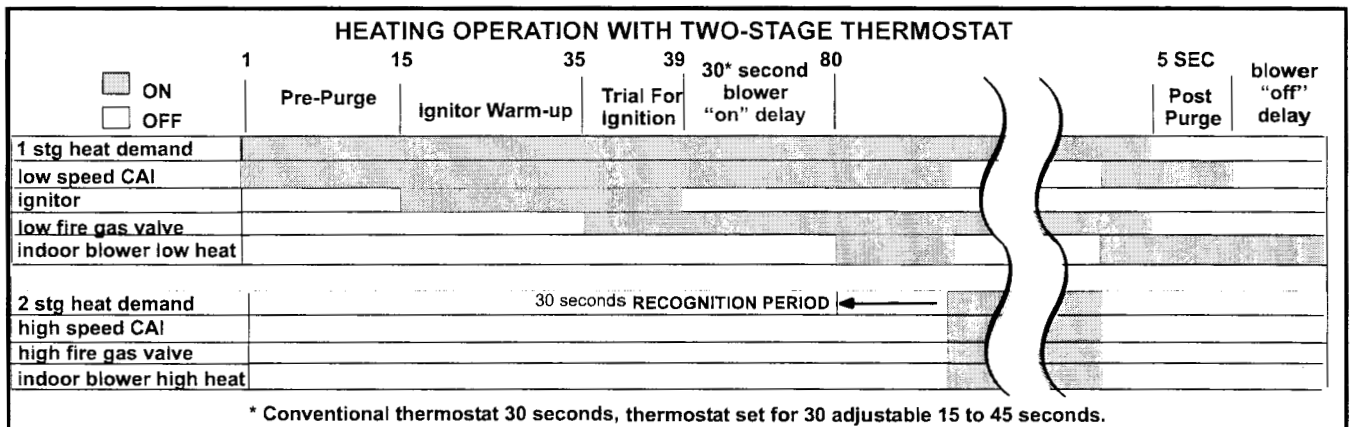 HEATING OPERATION WITH TWO-STAGE THERMOSTAT
1 15 35 39 30* second blower "on" delay 80 5 SEC blower "off" delay
ON
OFF
Pre-Purge
Ignitor Warm-up
Trial For
Ignition
Post
Purge
1 stg heat demand
low speed CAI
ignitor
low fire gas valve
indoor blower low heat
2 stg heat demand
30 seconds RECOGNITION PERIOD
high speed CAI
high fire gas valve
indoor blower high heat
* Conventional thermostat 30 seconds, thermostat set for 30 adjustable 15 to 45 seconds.